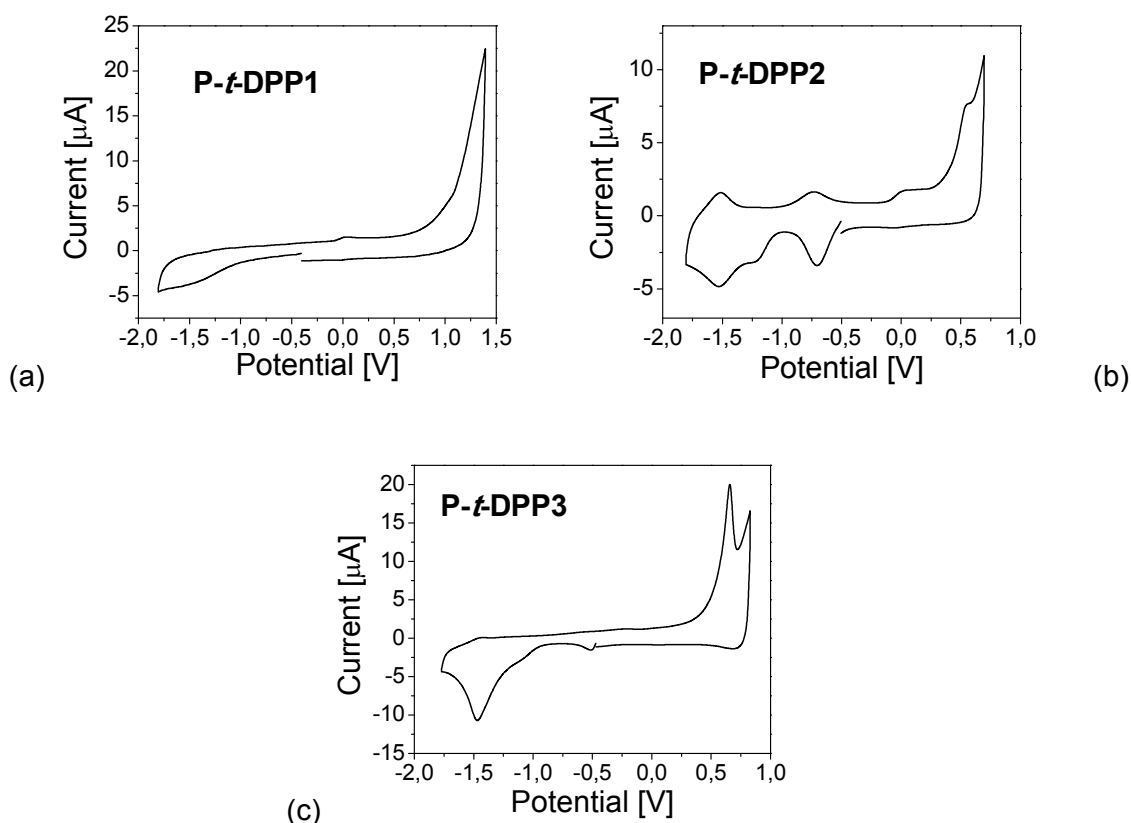 25
20
15
10
5
0
-5
Current [µA]
P-t-DPP1
-2,0 -1,5 -1,0 -0,5 0,0 0,5 1,0 1,5
Potential [V]
(a)
10
5
0
-5
Current [µA]
P-t-DPP2
-2,0 -1,5 -1,0 -0,5 0,0 0,5 1,0
Potential [V]
(b)
20
15
10
5
0
-5
-10
-15
Current [µA]
P-t-DPP3
-2,0 -1,5 -1,0 -0,5 0,0 0,5 1,0
Potential [V]
(c)